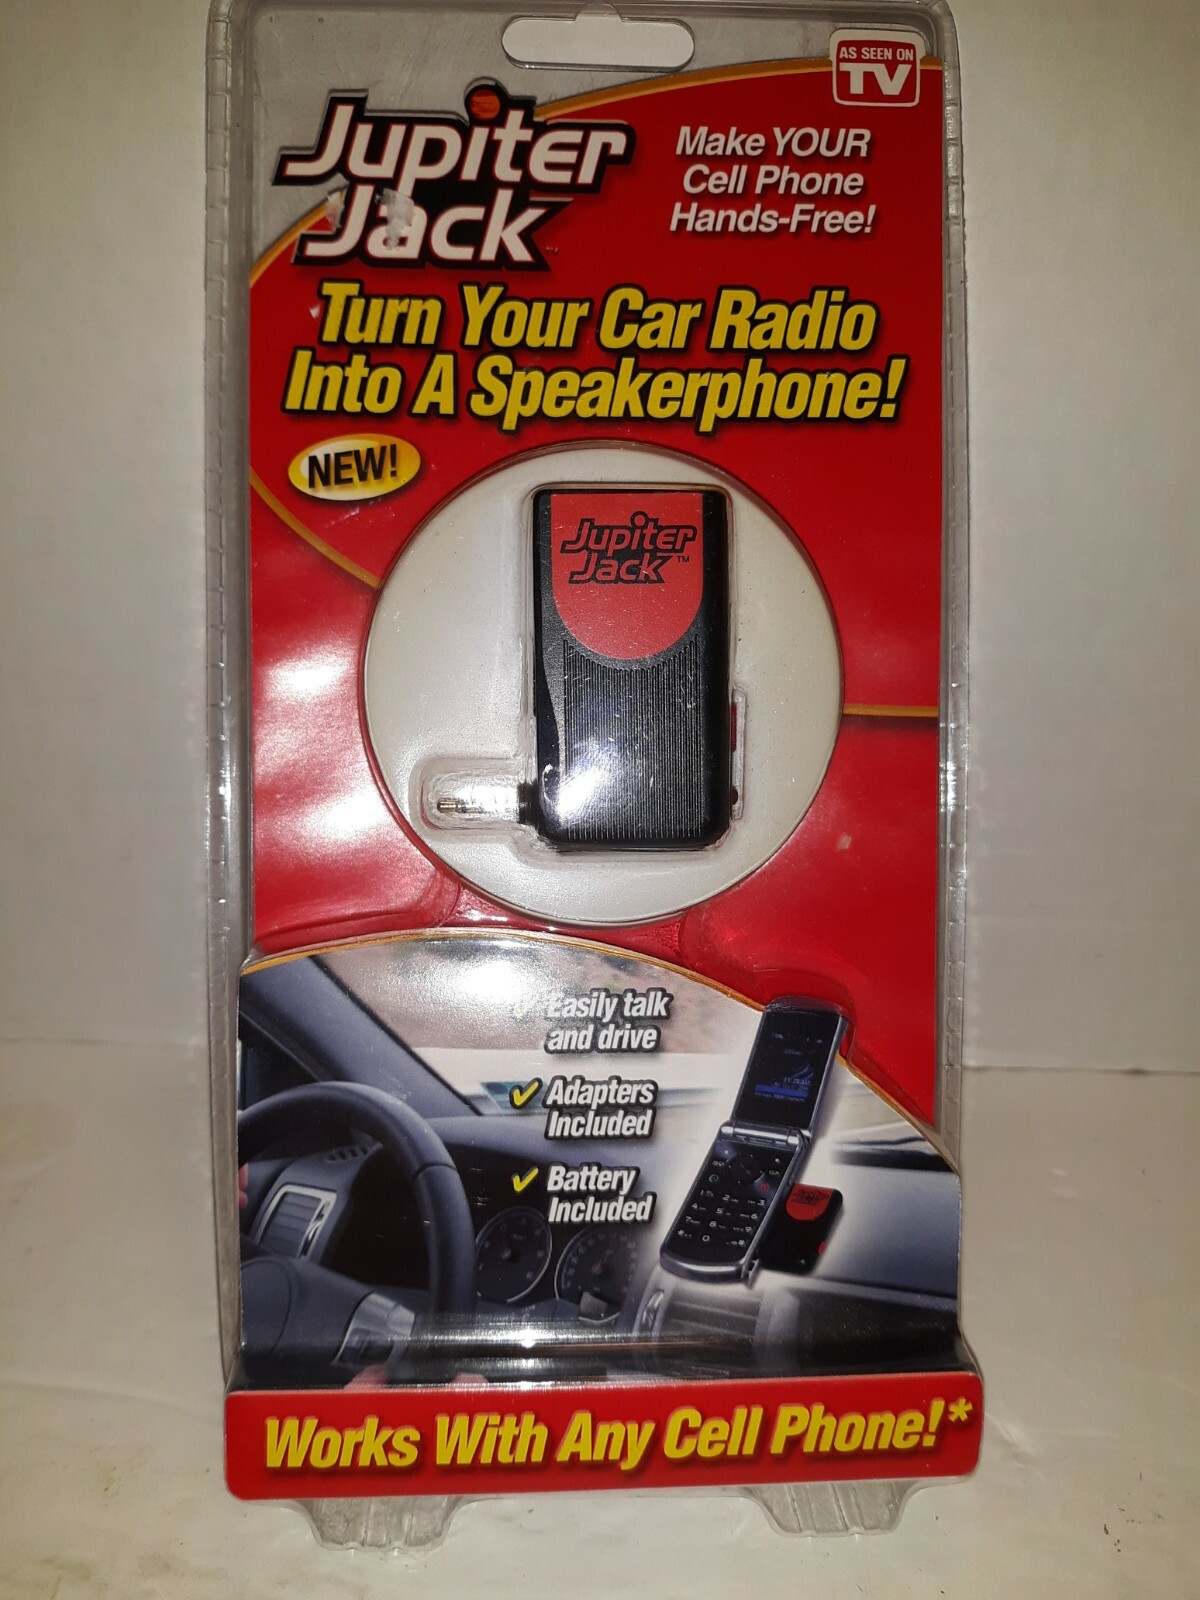 AS SEEN ON
TV
Jupiter
Jack
Make YOUR
Cell Phone
Hands-Free!
Turn Your Car Radio
Into A Speakerphone!
NEW!
Jupiter
Jack™
Easily talk
and drive
Adapters
Included
Battery
Included
Works With Any Cell Phone!*